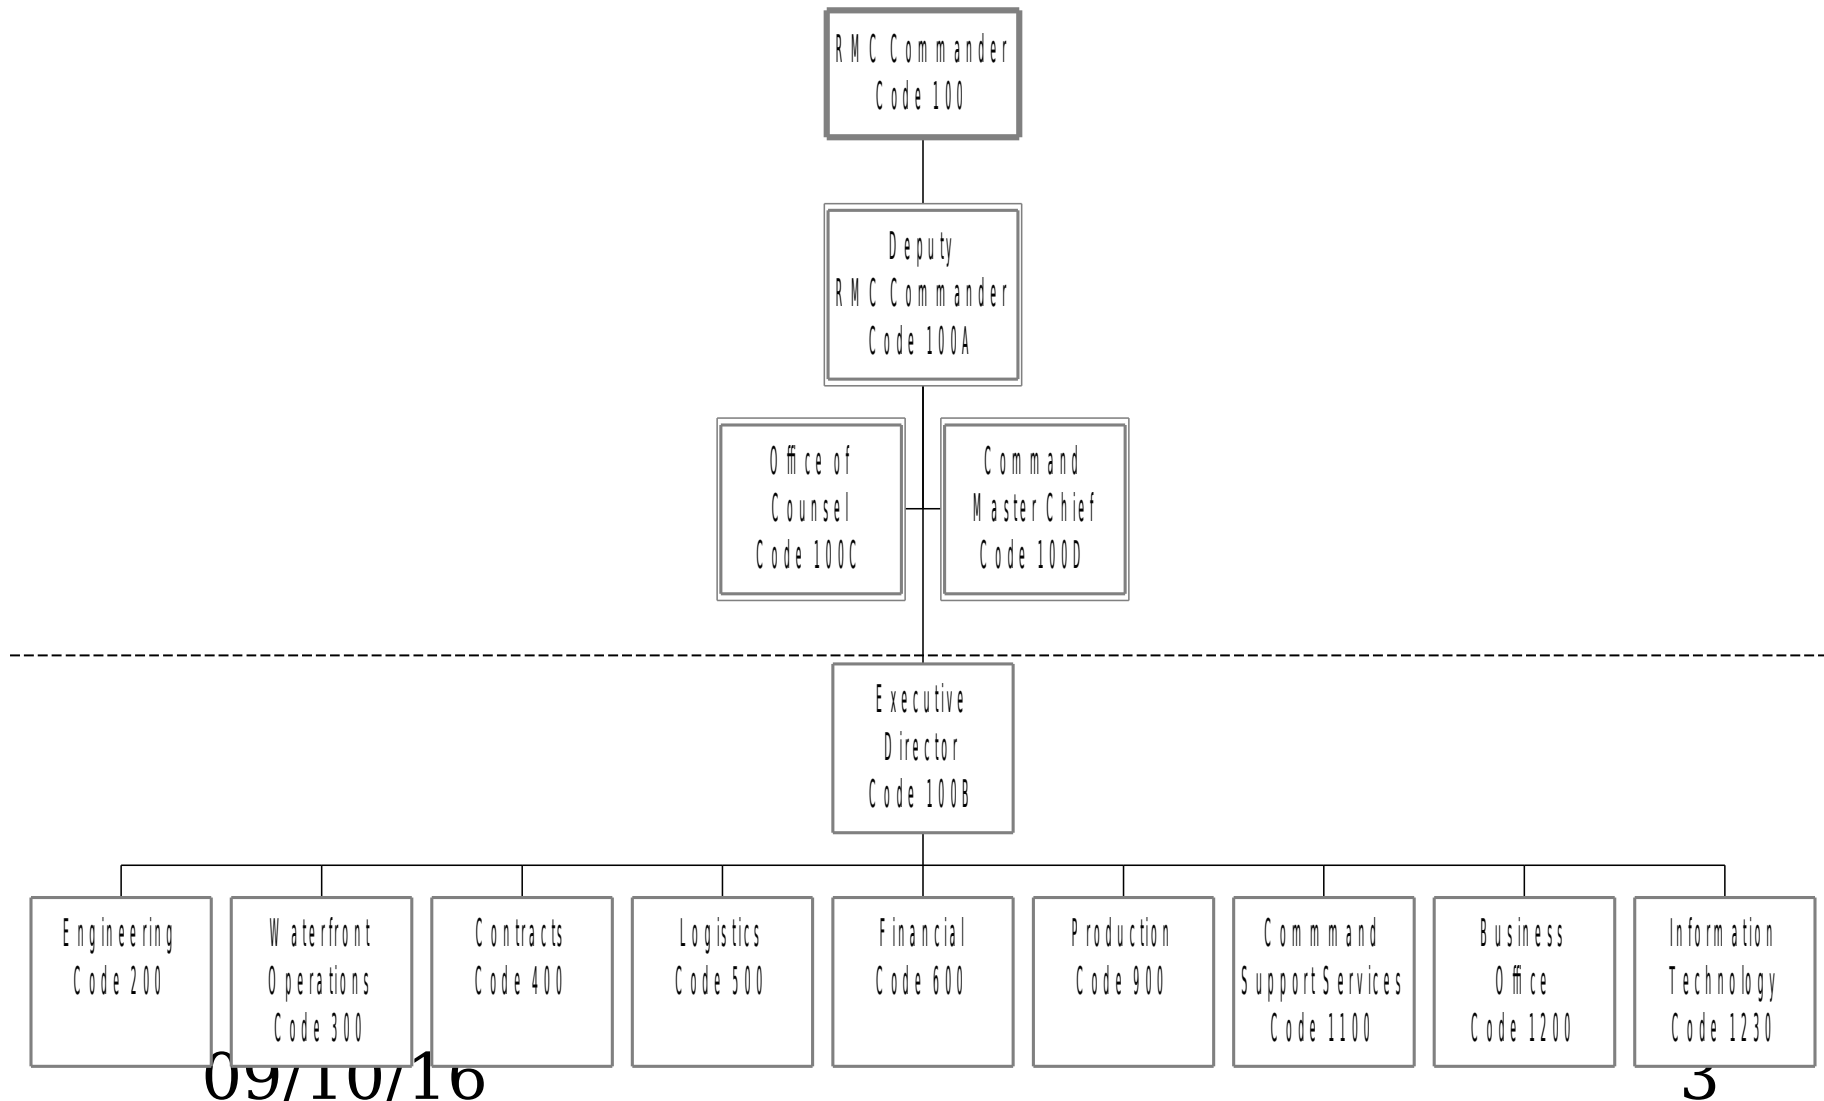 RMC Commander
Code 100
Deputy
RMC Commander
Code 100A
Office of
Counsel
Code 100C
Command
Master Chief
Code 100D
Executive
Director
Code 100B
Engineering
Code 200
Waterfront
Operations
Code 300
Contracts
Code 400
Logistics
Code 500
Financial
Code 600
Production
Code 900
Command
Support Services
Code 1100
Business
Office
Code 1200
Information
Technology
Code 1230
09/10/16
3